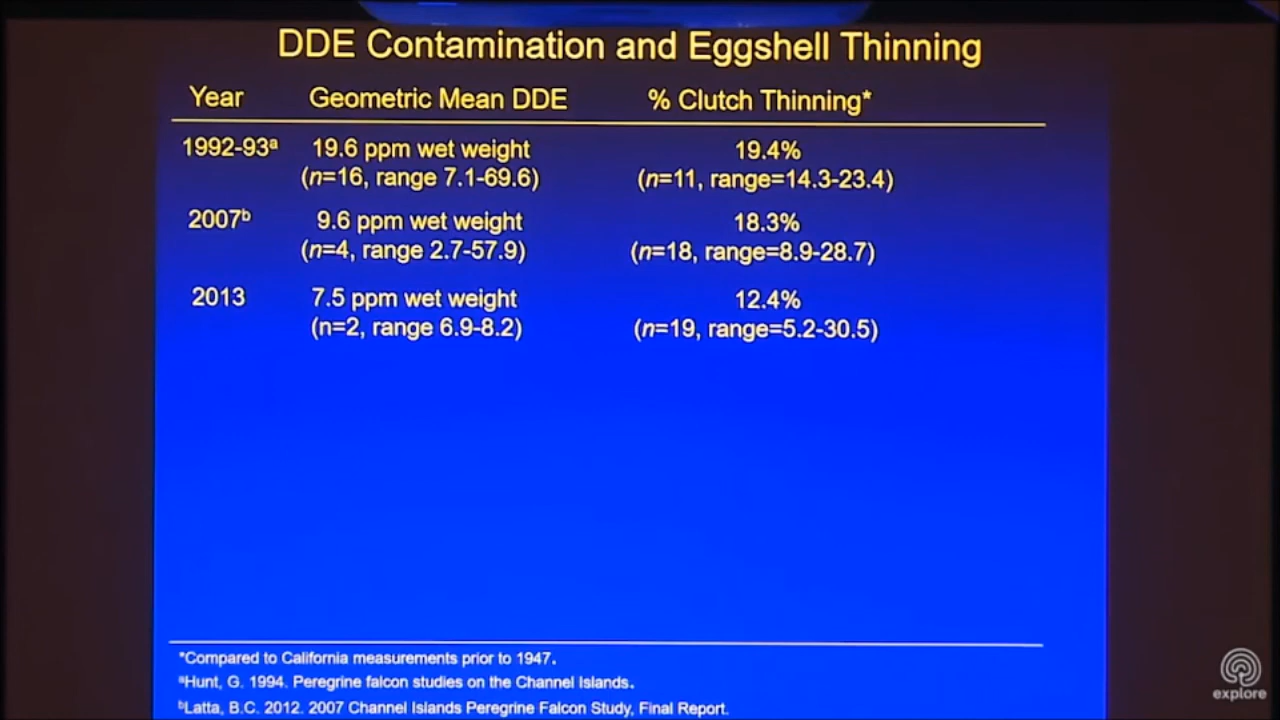 DDE Contamination and Eggshell Thinning
Year Geometric Mean DDE % Clutch Thinning*
1992-93ᵃ 19.6 ppm wet weight 19.4%
(n=16, range 7.1-69.6) (n=11, range=14.3-23.4)
2007ᵇ 9.6 ppm wet weight 18.3%
(n=4, range 2.7-57.9) (n=18, range=8.9-28.7)
2013 7.5 ppm wet weight 12.4%
(n=2, range 6.9-8.2) (n=19, range=5.2-30.5)
*Compared to California measurements prior to 1947.
ᵃHunt, G. 1994. Peregrine falcon studies on the Channel Islands.
ᵇLatta, B.C. 2012. 2007 Channel Islands Peregrine Falcon Study, Final Report.
explore